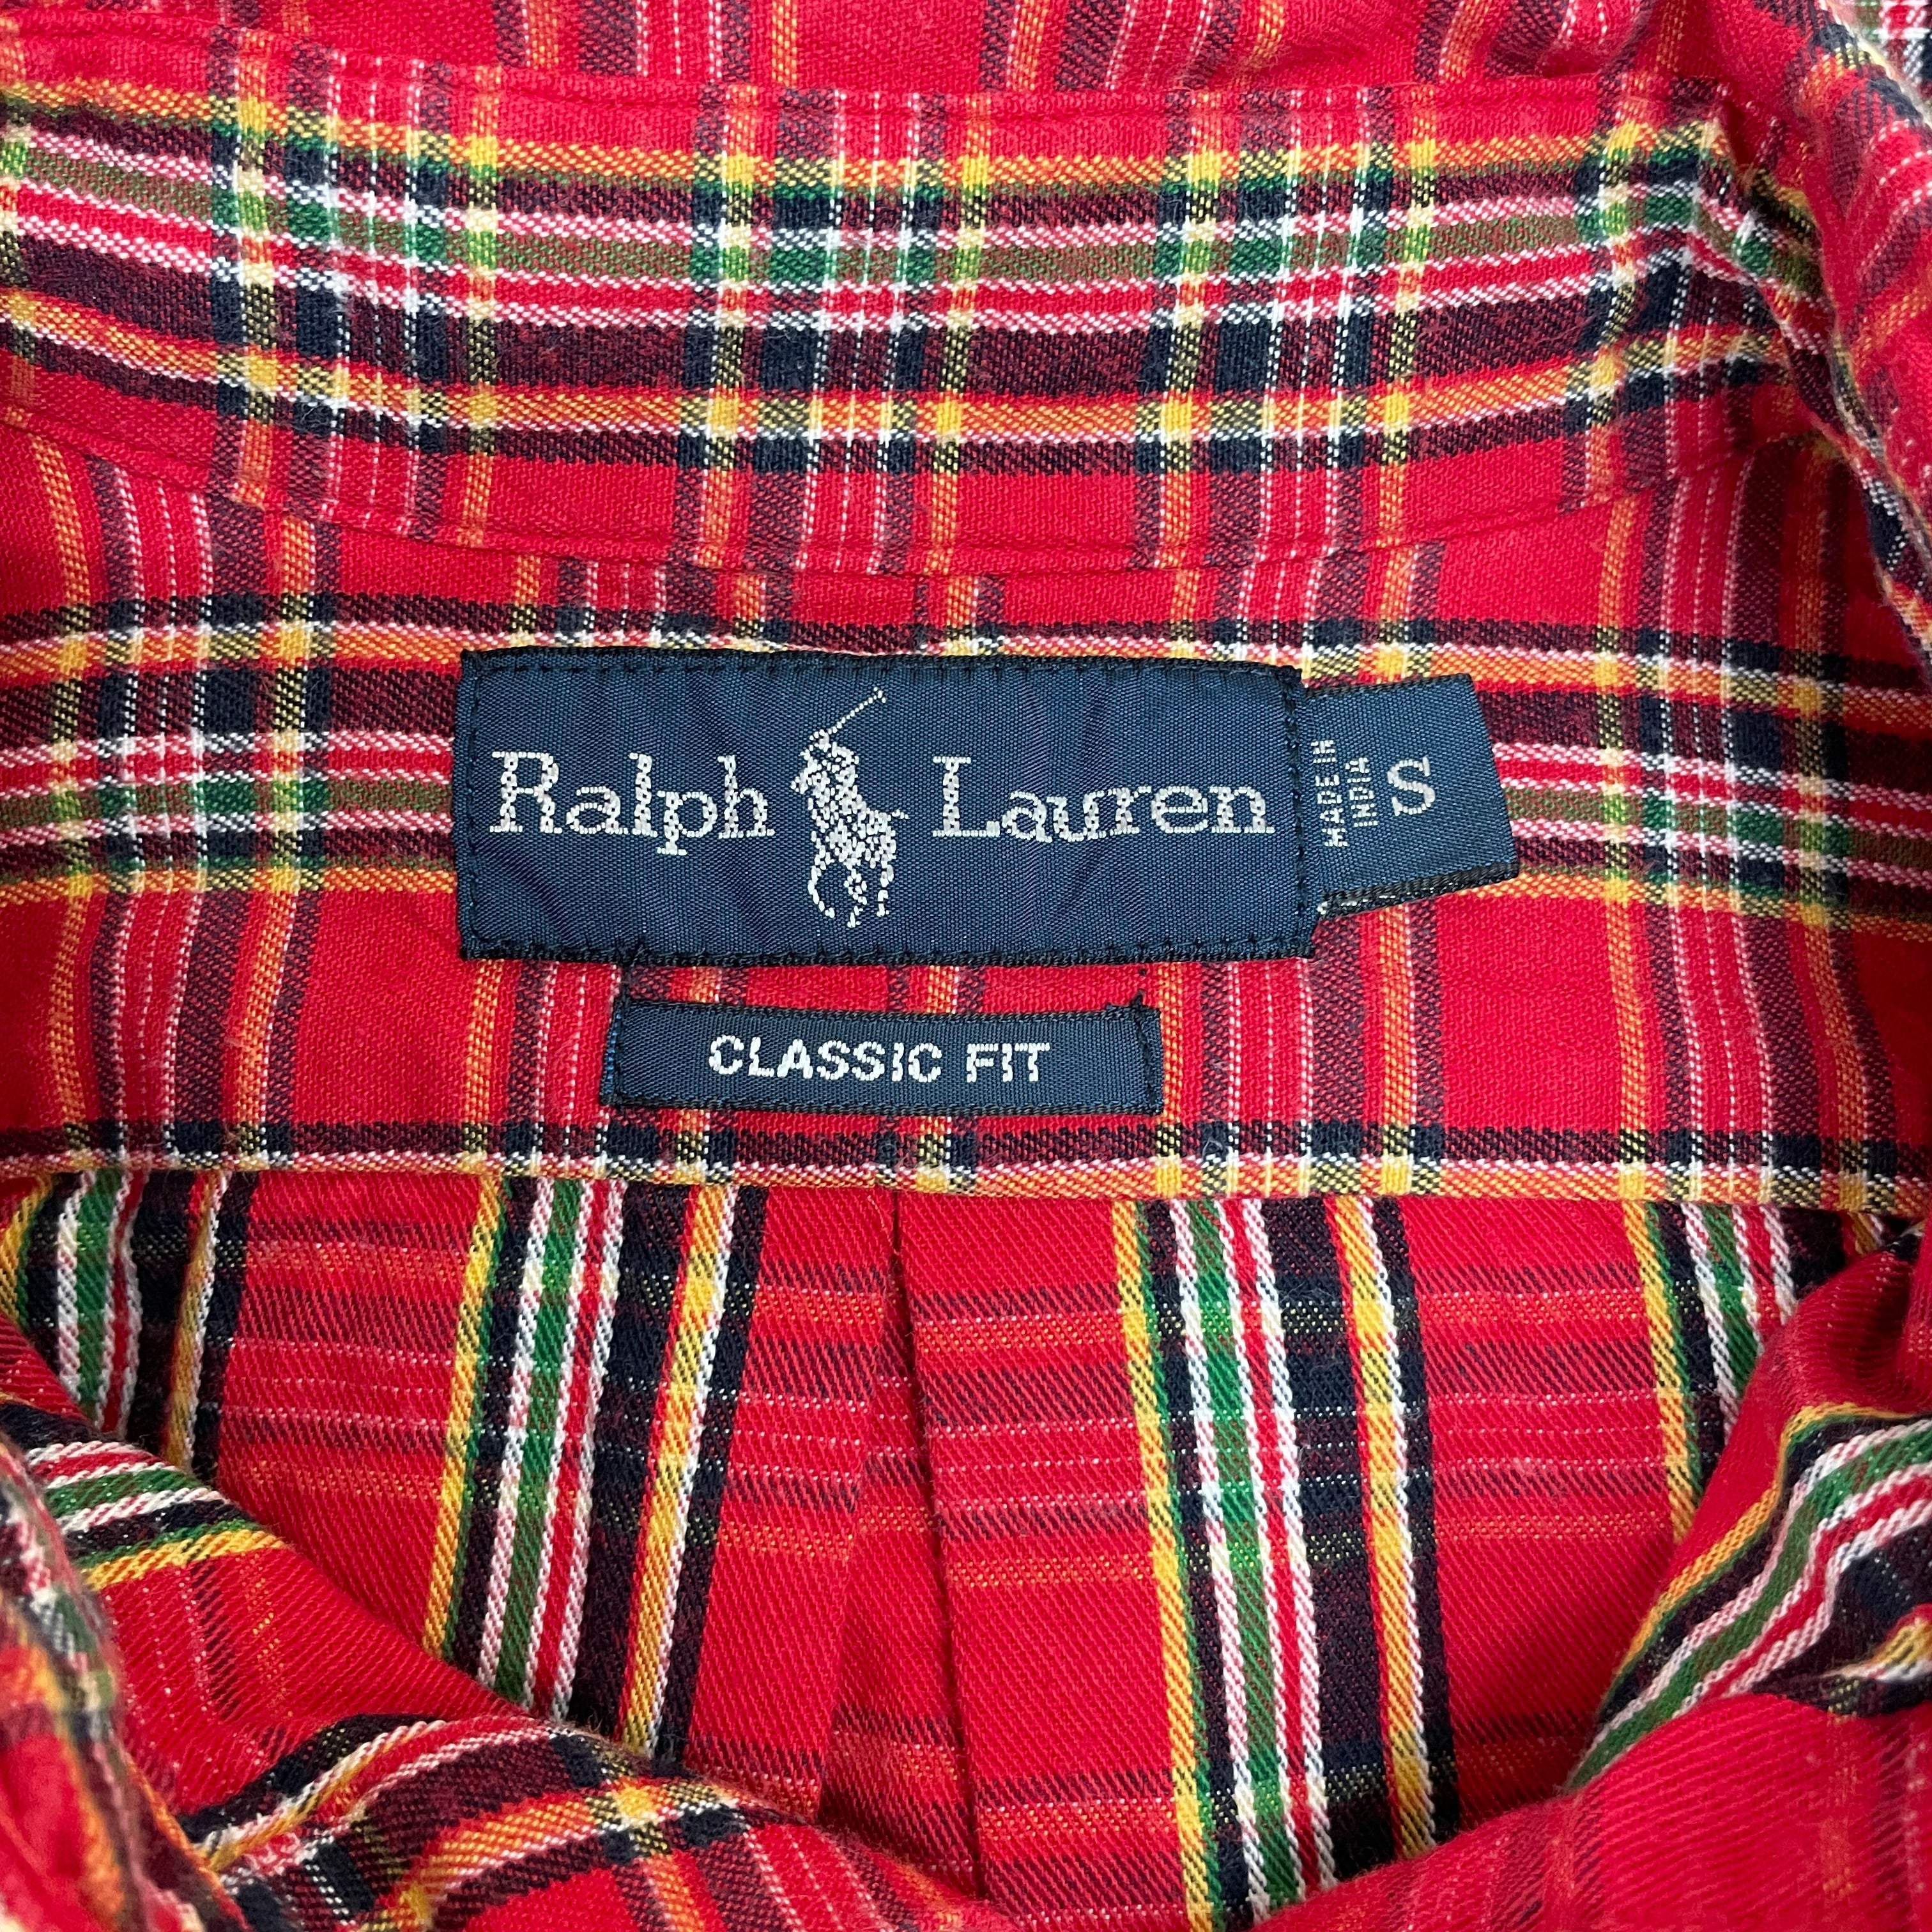 Ralph Lauren
MADE IN
INDIA
S
CLASSIC FIT